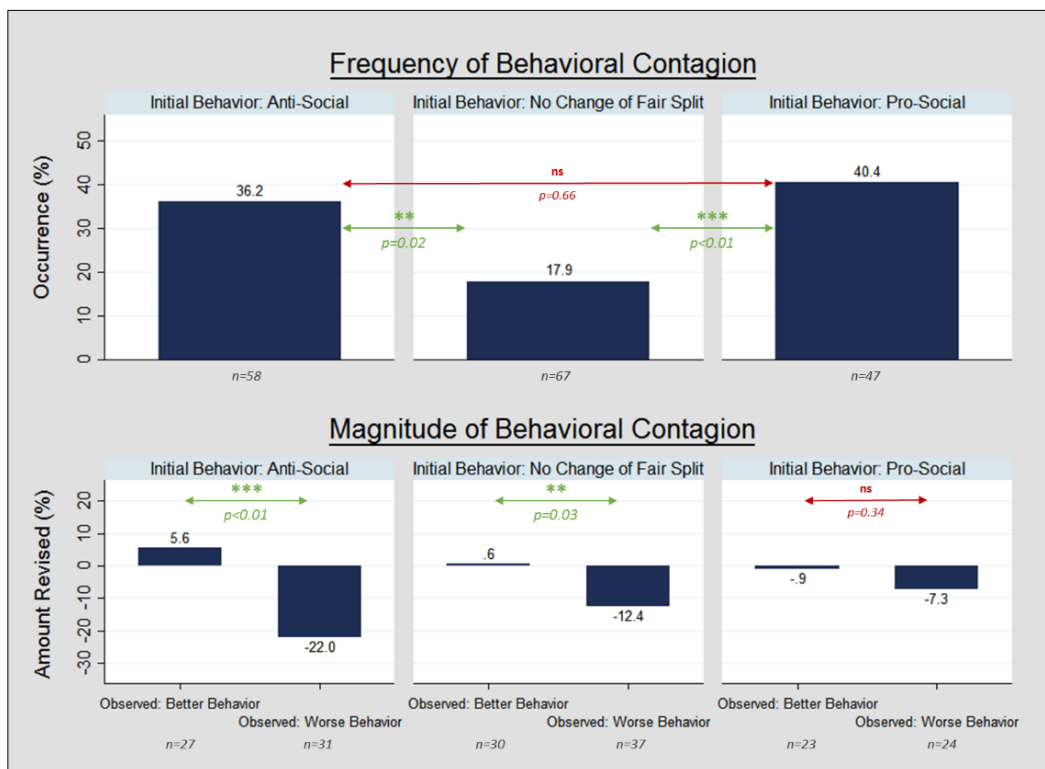 Frequency of Behavioral Contagion
Initial Behavior: Anti-Social
Initial Behavior: No Change of Fair Split
Initial Behavior: Pro-Social
Occurrence (%)
50
40
30
20
10
0
36.2
17.9
40.4
ns
p=0.66
**
p=0.02
***
p<0.01
n=58
n=67
n=47
Magnitude of Behavioral Contagion
Initial Behavior: Anti-Social
Initial Behavior: No Change of Fair Split
Initial Behavior: Pro-Social
Amount Revised (%)
20
10
0
-10
-20
-30
***
p<0.01
5.6
-22.0
**
p=0.03
.6
-12.4
ns
p=0.34
-.9
-7.3
Observed: Better Behavior
Observed: Worse Behavior
Observed: Better Behavior
Observed: Worse Behavior
Observed: Better Behavior
Observed: Worse Behavior
n=27
n=31
n=30
n=37
n=23
n=24